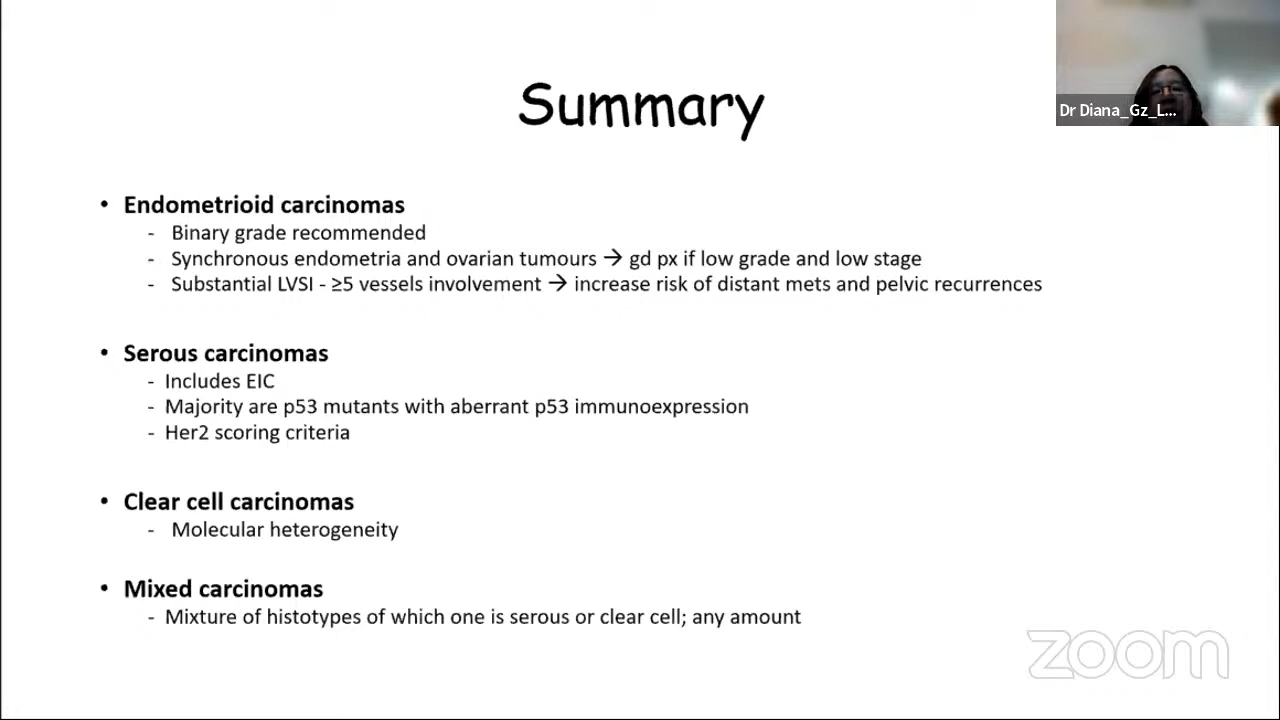 Summary
Dr Diana_Gz_L...
• Endometrioid carcinomas
- Binary grade recommended
- Synchronous endometria and ovarian tumours → gd px if low grade and low stage
- Substantial LVSI - ≥5 vessels involvement → increase risk of distant mets and pelvic recurrences
• Serous carcinomas
- Includes EIC
- Majority are p53 mutants with aberrant p53 immunoexpression
- Her2 scoring criteria
• Clear cell carcinomas
- Molecular heterogeneity
• Mixed carcinomas
- Mixture of histotypes of which one is serous or clear cell; any amount
zoom